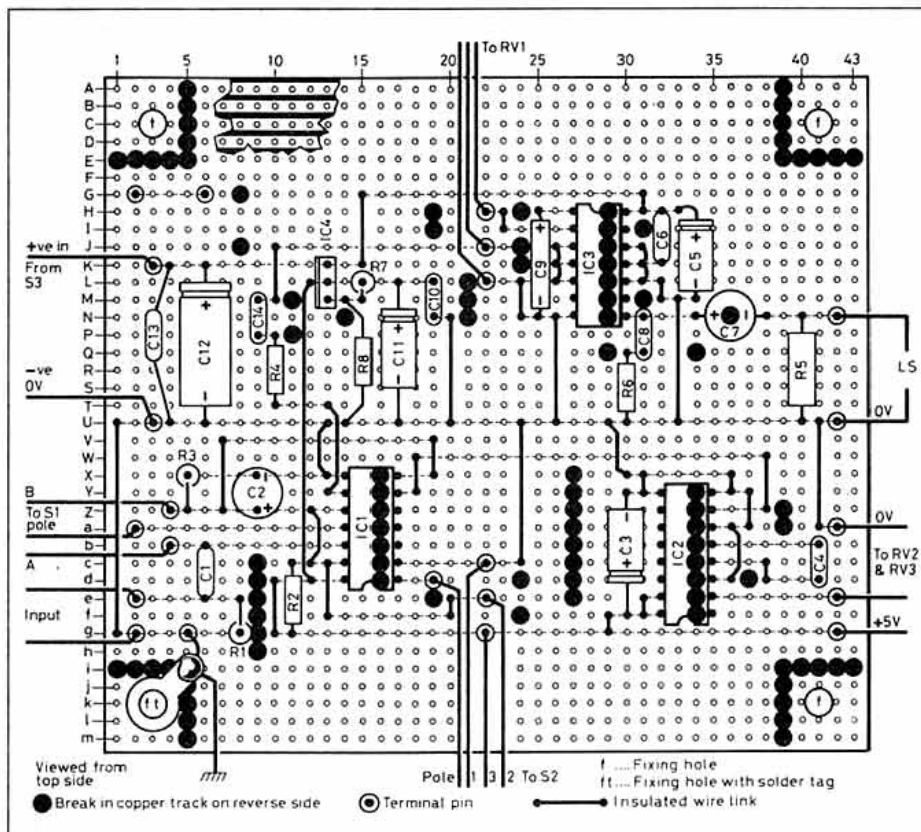 To RV1
1 5 10 15 20 25 30 35 40 43
A
B
C
f
f
D
E
F
G
H
I
IC4
+ve in
J
C9
IC3
C6
C5
From
S3
K
R7
L
C10
M
C14
N
C8
C7
C13
P
C12
R4
R8
C11
Q
R5
LS
R
R6
-ve
0V
S
T
U
0V
V
W
R3
X
C2
Y
B
Z
To S1
pole
a
IC1
C3
IC2
0V
b
C1
C4
A
c
To RV2
& RV3
d
R2
e
Input
f
+5V
g
R1
h
i
j
ft
k
f
l
m
Viewed from
top side
Pole 1 3 2 To S2
f .... Fixing hole
ft .... Fixing hole with solder tag
Break in copper track on reverse side
Terminal pin
Insulated wire link